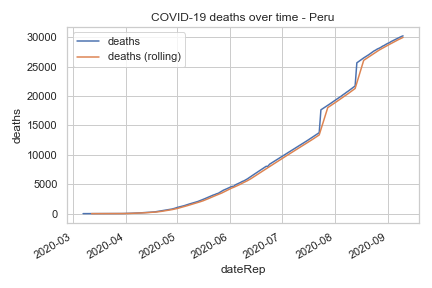 COVID-19 deaths over time - Peru
deaths
deaths (rolling)
30000
25000
20000
15000
10000
5000
0
deaths
2020-03
2020-04
2020-05
2020-06
2020-07
2020-08
2020-09
dateRep